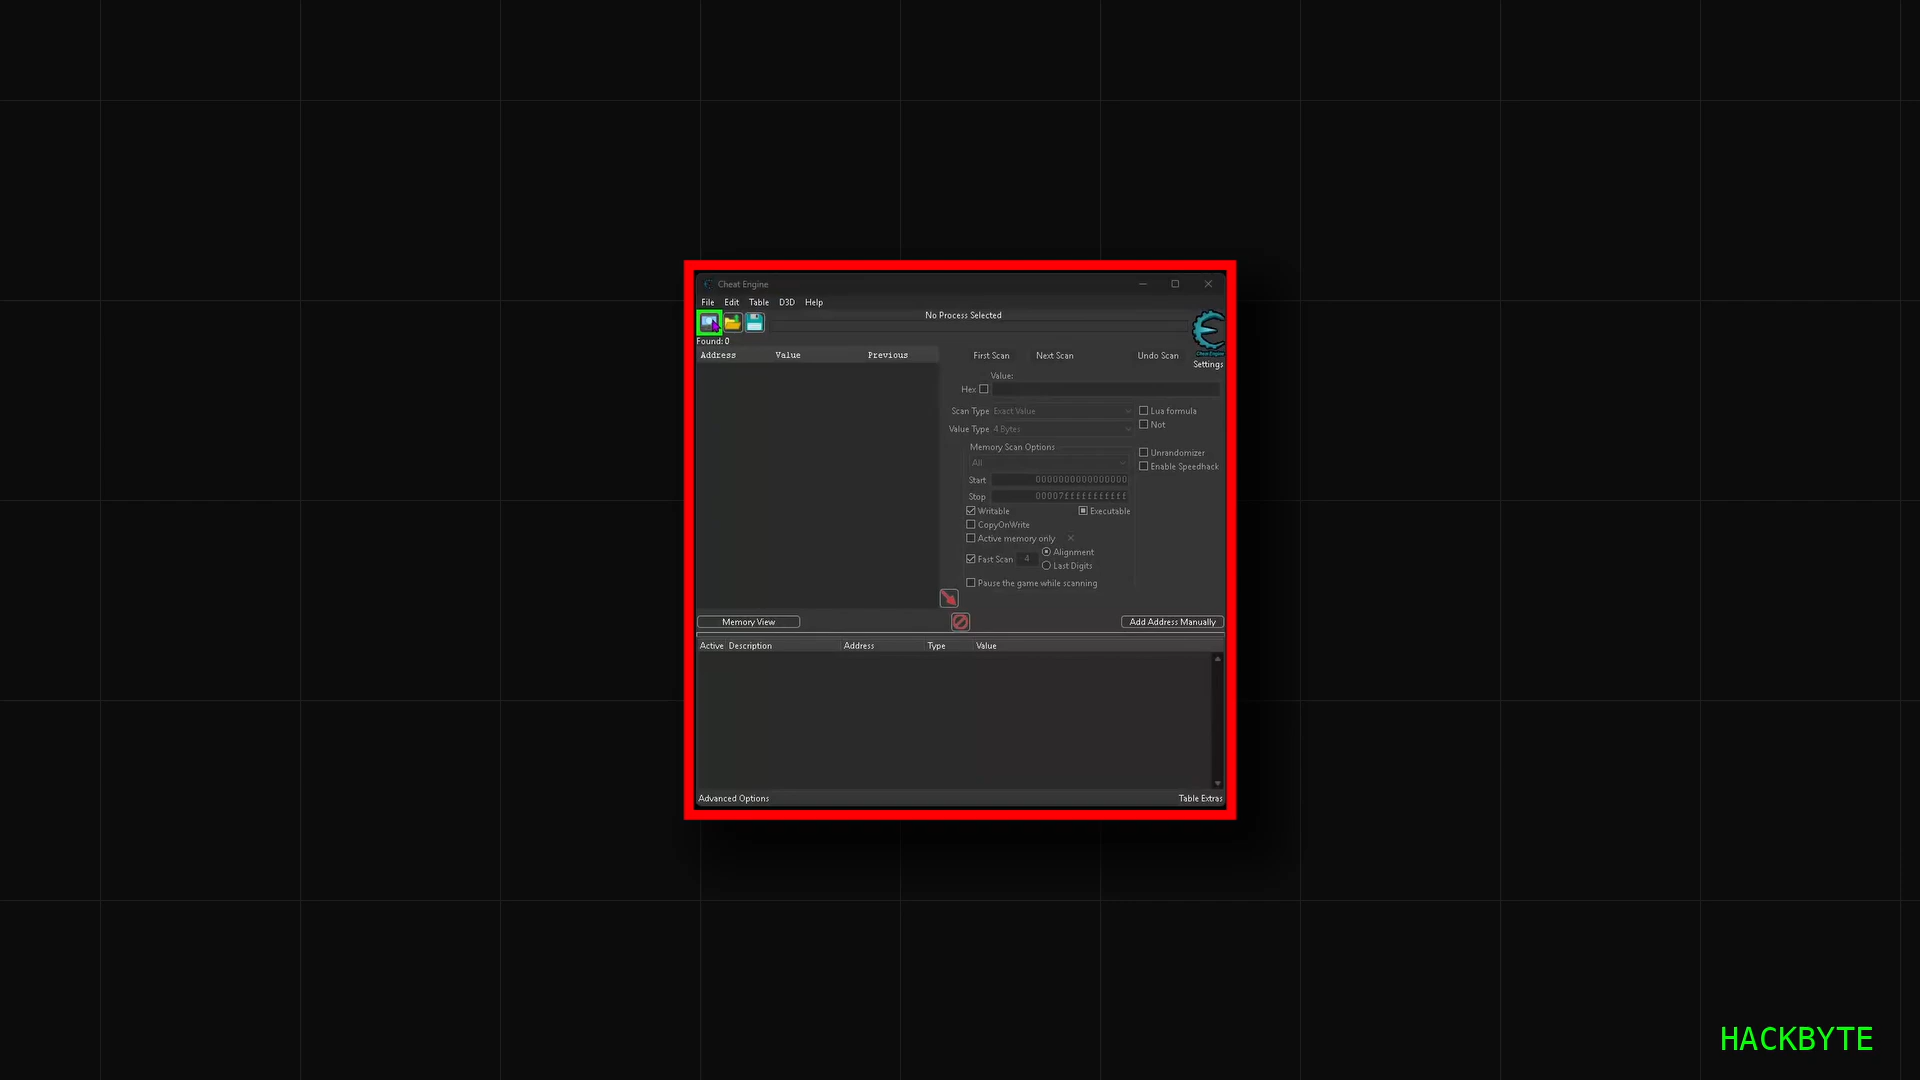 Cheat Engine
File Edit Table D3D Help
No Process Selected
Found: 0
Address Value Previous
First Scan Next Scan Undo Scan
Cheat Engine
Settings
Value:
Hex
Scan Type Exact Value
Lua formula
Not
Value Type 4 Bytes
Memory Scan Options
All
Unrandomizer
Enable Speedhack
Start 0000000000000000
Stop 00007fffffffffff
Writable Executable
CopyOnWrite
Active memory only
Fast Scan 4 Alignment
Last Digits
Pause the game while scanning
Memory View Add Address Manually
Active Description Address Type Value
Advanced Options Table Extras
HACKBYTE